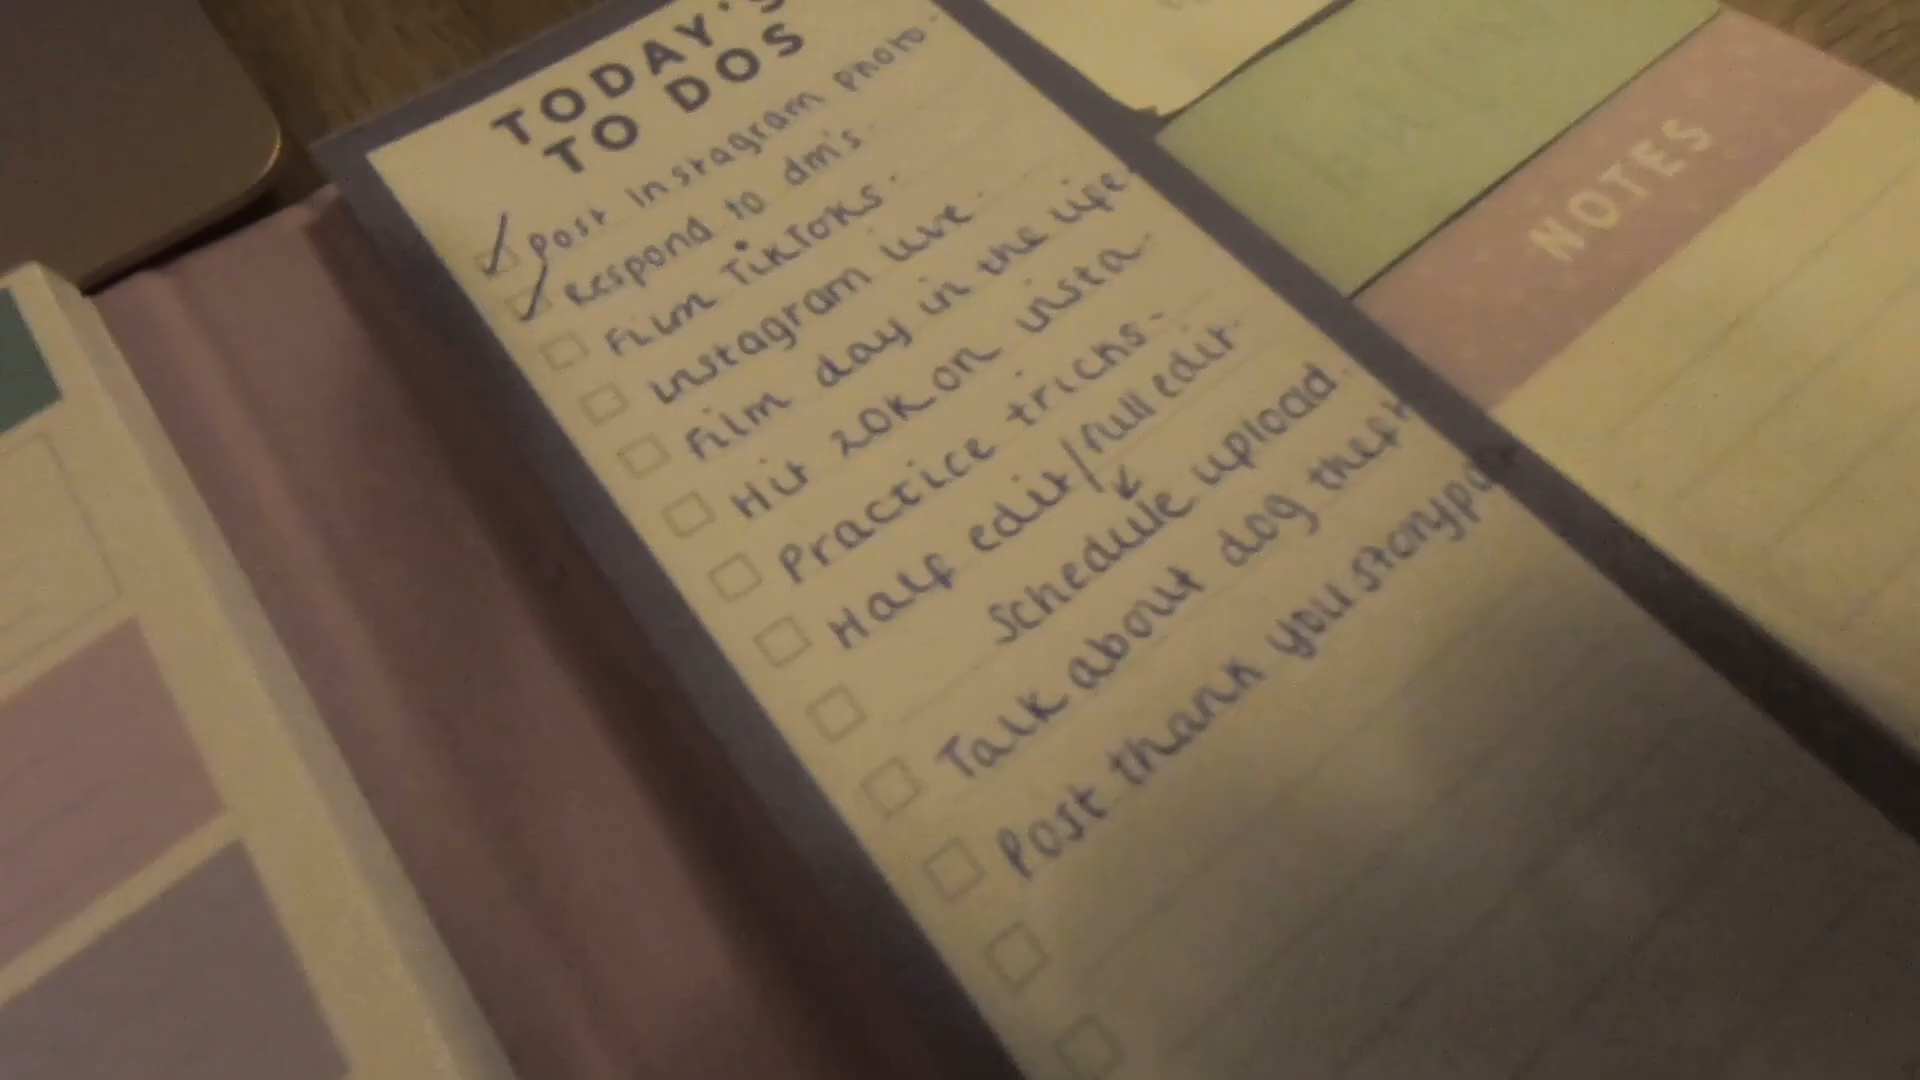 TODAY'S
TO DOS
Post Instagram photo.
Respond to dm's.
Film TikToks.
Instagram live.
Film day in the life.
Hit 20K on insta.
Practice tricks.
Half edit/full edit.
Schedule upload.
Talk about dog theft
Post thank you
NOTES